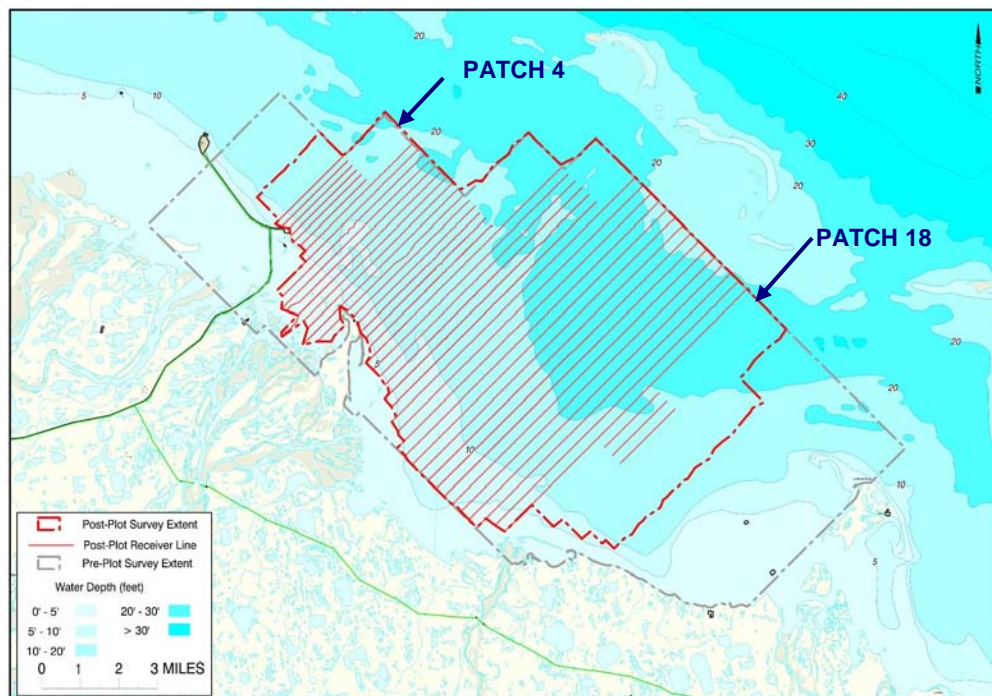 20
PATCH 4
NORTH
5
10
40
20
30
20
30
PATCH 18
20
5
20
10
10
5
Post-Plot Survey Extent
Post-Plot Receiver Line
Pre-Plot Survey Extent
Water Depth (feet)
0' - 5'
20' - 30'
5' - 10'
> 30'
10' - 20'
0 1 2 3 MILES